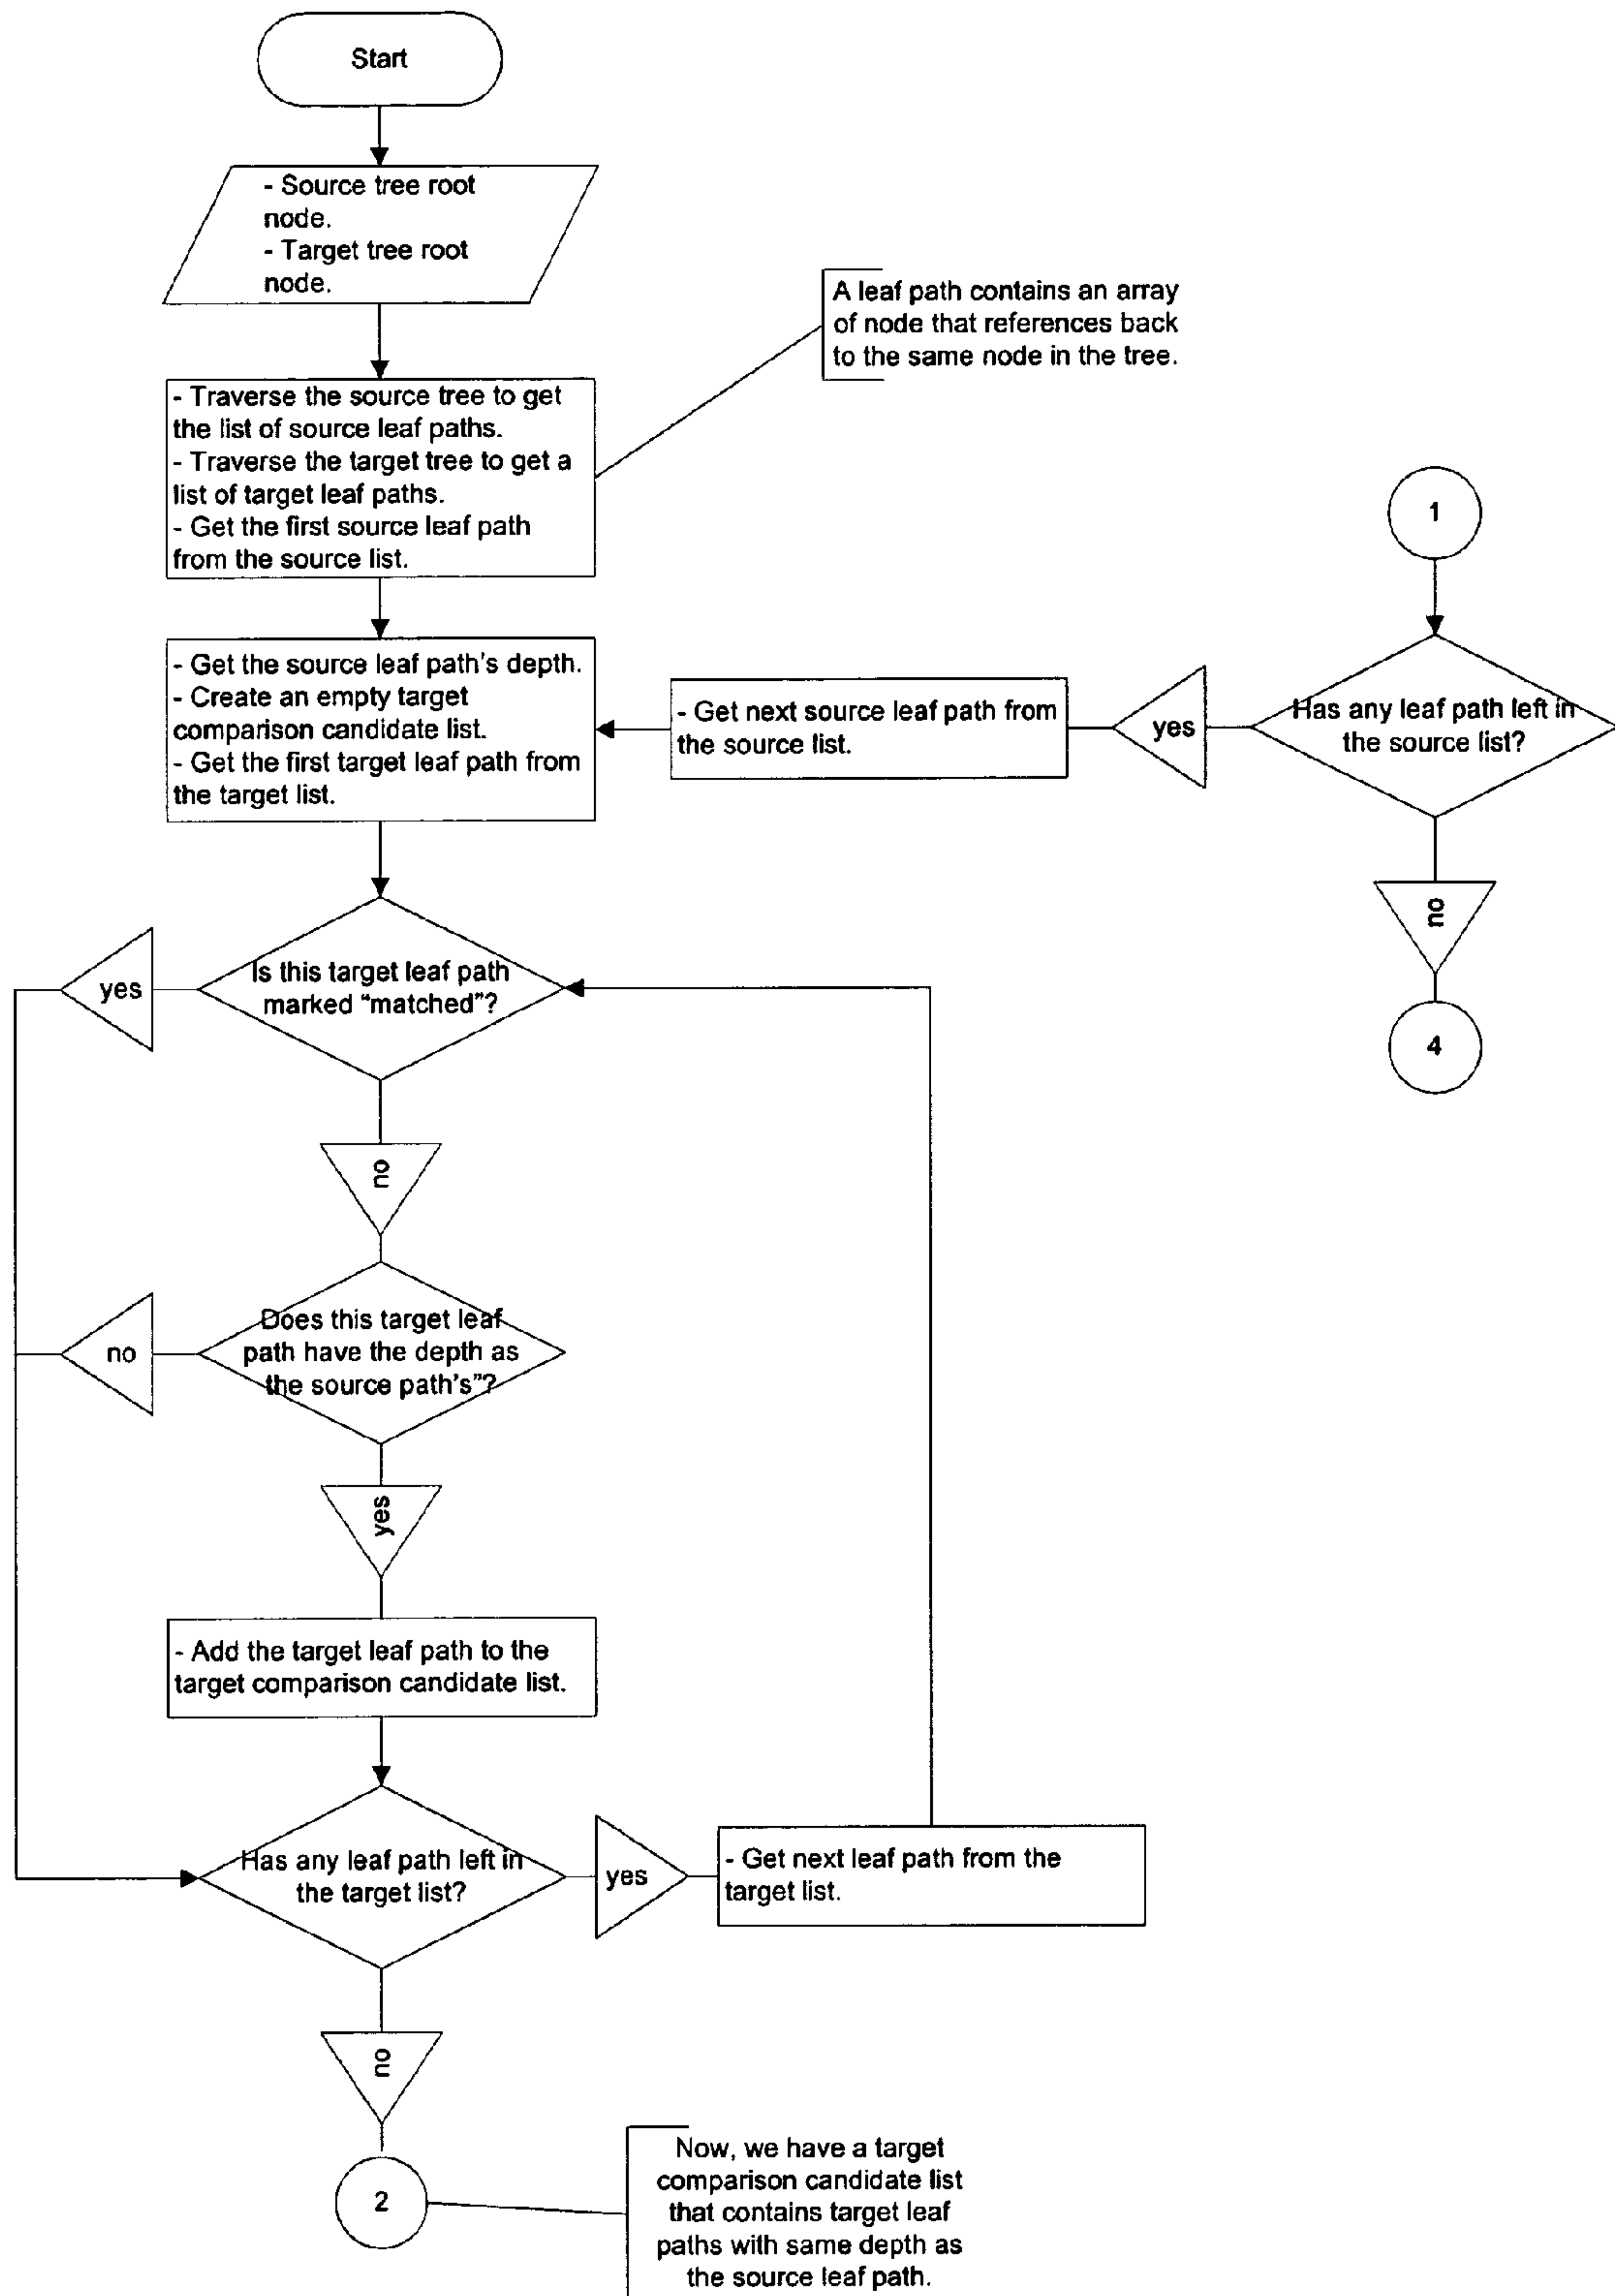 Start
- Source tree root
node.
- Target tree root
node.
A leaf path contains an array
of node that references back
to the same node in the tree.
- Traverse the source tree to get
the list of source leaf paths.
- Traverse the target tree to get a
list of target leaf paths.
- Get the first source leaf path
from the source list.
1
- Get the source leaf path's depth.
- Create an empty target
comparison candidate list.
- Get the first target leaf path from
the target list.
- Get next source leaf path from
the source list.
yes
Has any leaf path left in
the source list?
no
4
yes
Is this target leaf path
marked "matched"?
no
no
Does this target leaf
path have the depth as
the source path's"?
yes
- Add the target leaf path to the
target comparison candidate list.
Has any leaf path left in
the target list?
yes
- Get next leaf path from the
target list.
no
2
Now, we have a target
comparison candidate list
that contains target leaf
paths with same depth as
the source leaf path.